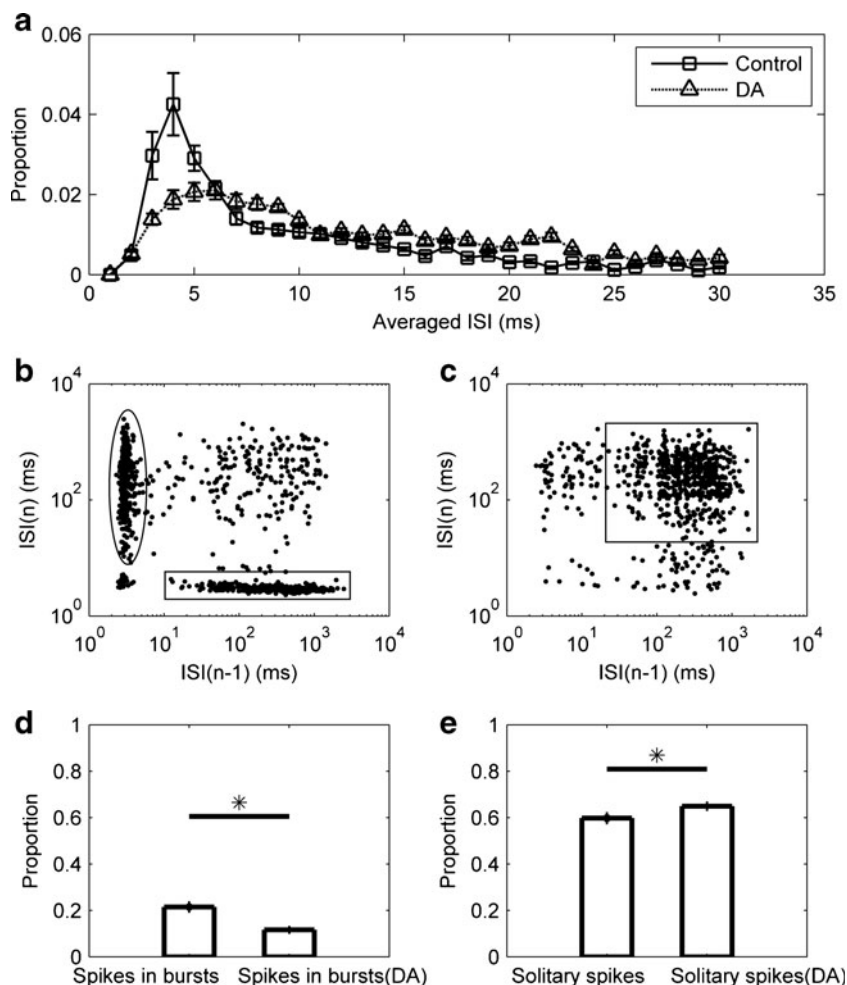 a
0.06
0.04
0.02
0
Proportion
Control
DA
0 5 10 15 20 25 30 35
Averaged ISI (ms)
b
10^4
10^2
10^0
ISI(n) (ms)
10^0 10^1 10^2 10^3 10^4
ISI(n-1) (ms)
c
10^4
10^2
10^0
ISI(n) (ms)
10^0 10^1 10^2 10^3 10^4
ISI(n-1) (ms)
d
1
0.8
0.6
0.4
0.2
0
Proportion
*
Spikes in bursts Spikes in bursts(DA)
e
1
0.8
0.6
0.4
0.2
0
Proportion
*
Solitary spikes Solitary spikes(DA)